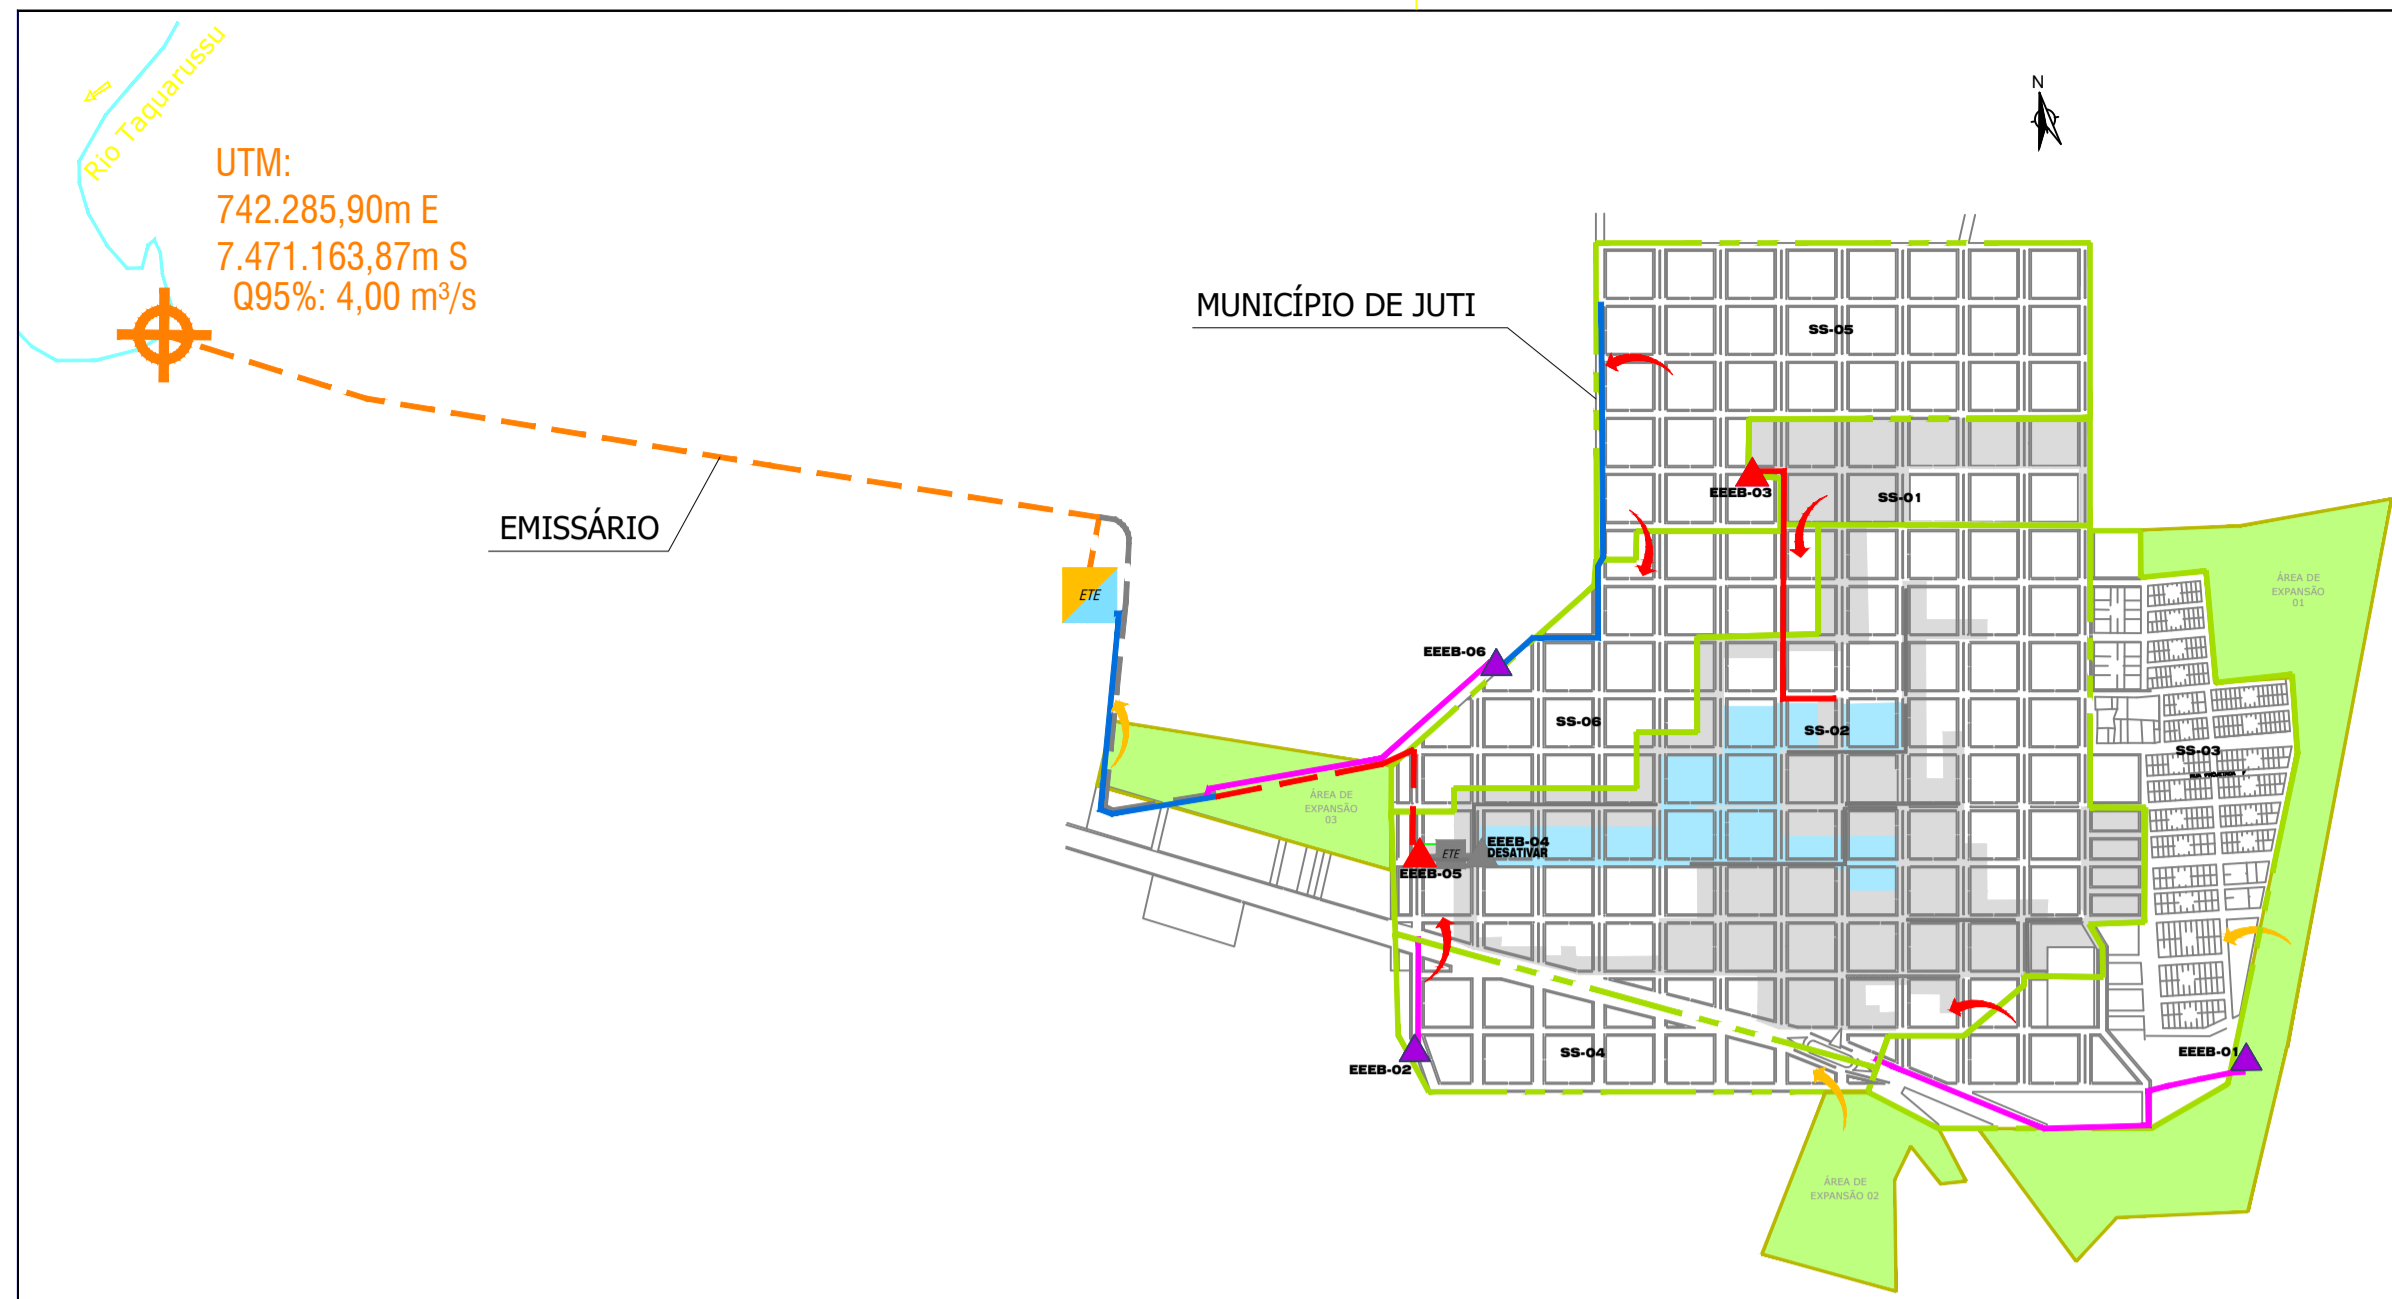 Rio Taquarussu
UTM:
742.285,90m E
7.471.163,87m S
Q95%: 4,00 m³/s
N
MUNICÍPIO DE JUTI
EMISSÁRIO
ETE
SS-05
EEEB-03
SS-01
ÁREA DE
EXPANSÃO
01
EEEB-06
SS-06
SS-02
SS-03
ÁREA DE
EXPANSÃO
03
ETE
EEEB-04
DESATIVAR
EEEB-05
EEEB-02
SS-04
EEEB-01
ÁREA DE
EXPANSÃO 02